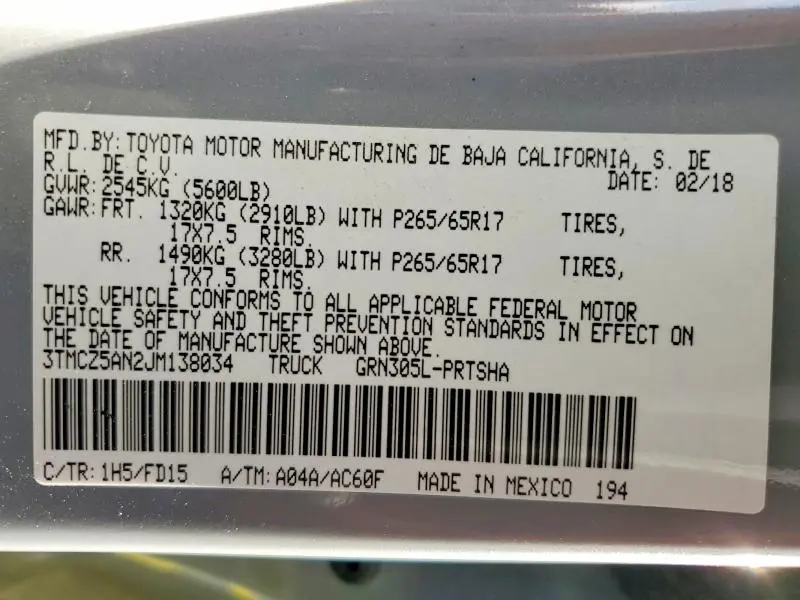 MFD.BY:TOYOTA MOTOR MANUFACTURING DE BAJA CALIFORNIA, S. DE
R.L. DE C.V. DATE: 02/18
GVWR:2545KG (5600LB)
GAWR:FRT. 1320KG (2910LB) WITH P265/65R17 TIRES,
17X7.5 RIMS.
RR. 1490KG (3280LB) WITH P265/65R17 TIRES,
17X7.5 RIMS.
THIS VEHICLE CONFORMS TO ALL APPLICABLE FEDERAL MOTOR
VEHICLE SAFETY AND THEFT PREVENTION STANDARDS IN EFFECT ON
THE DATE OF MANUFACTURE SHOWN ABOVE.
3TMCZ5AN2JM138034 TRUCK GRN305L-PRTSHA
C/TR:1H5/FD15 A/TM:A04A/AC60F MADE IN MEXICO 194